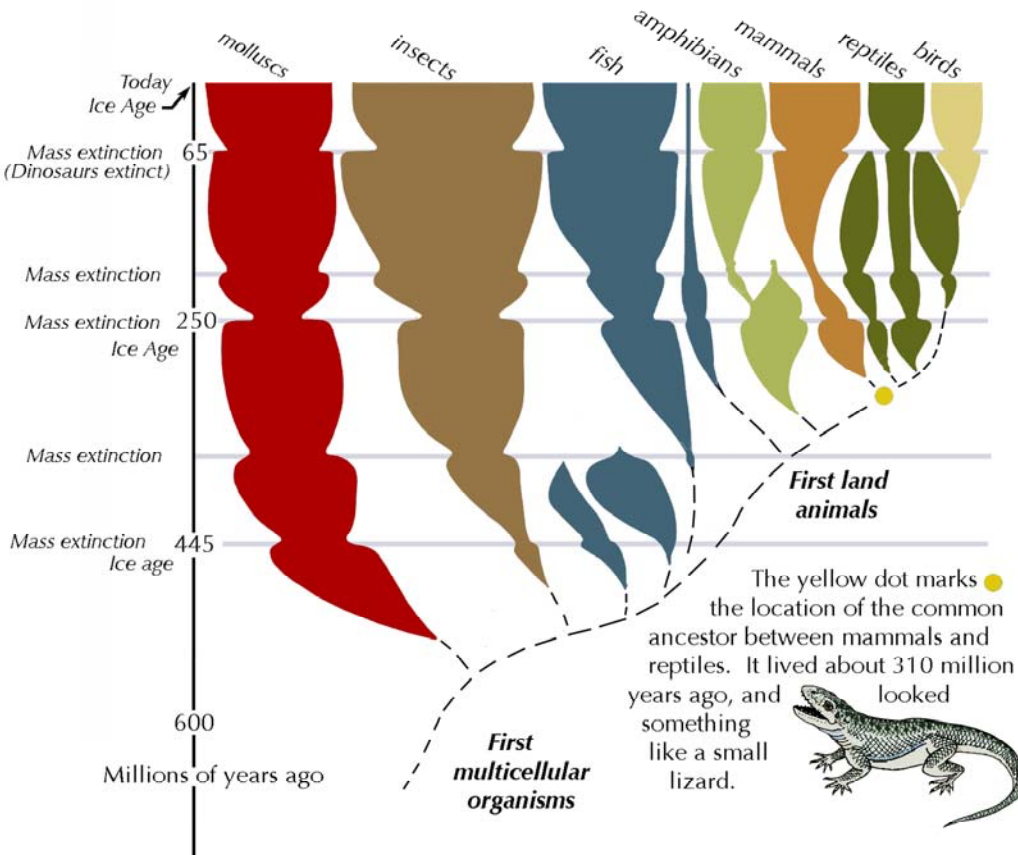 molluscs
insects
fish
amphibians
mammals
reptiles
birds
Today
Ice Age
Mass extinction 65
(Dinosaurs extinct)
Mass extinction
Mass extinction 250
Ice Age
Mass extinction
First land
animals
Mass extinction 445
Ice age
The yellow dot marks
the location of the common
ancestor between mammals and
reptiles. It lived about 310 million
years ago, and looked
something
like a small
lizard.
600
First
multicellular
organisms
Millions of years ago